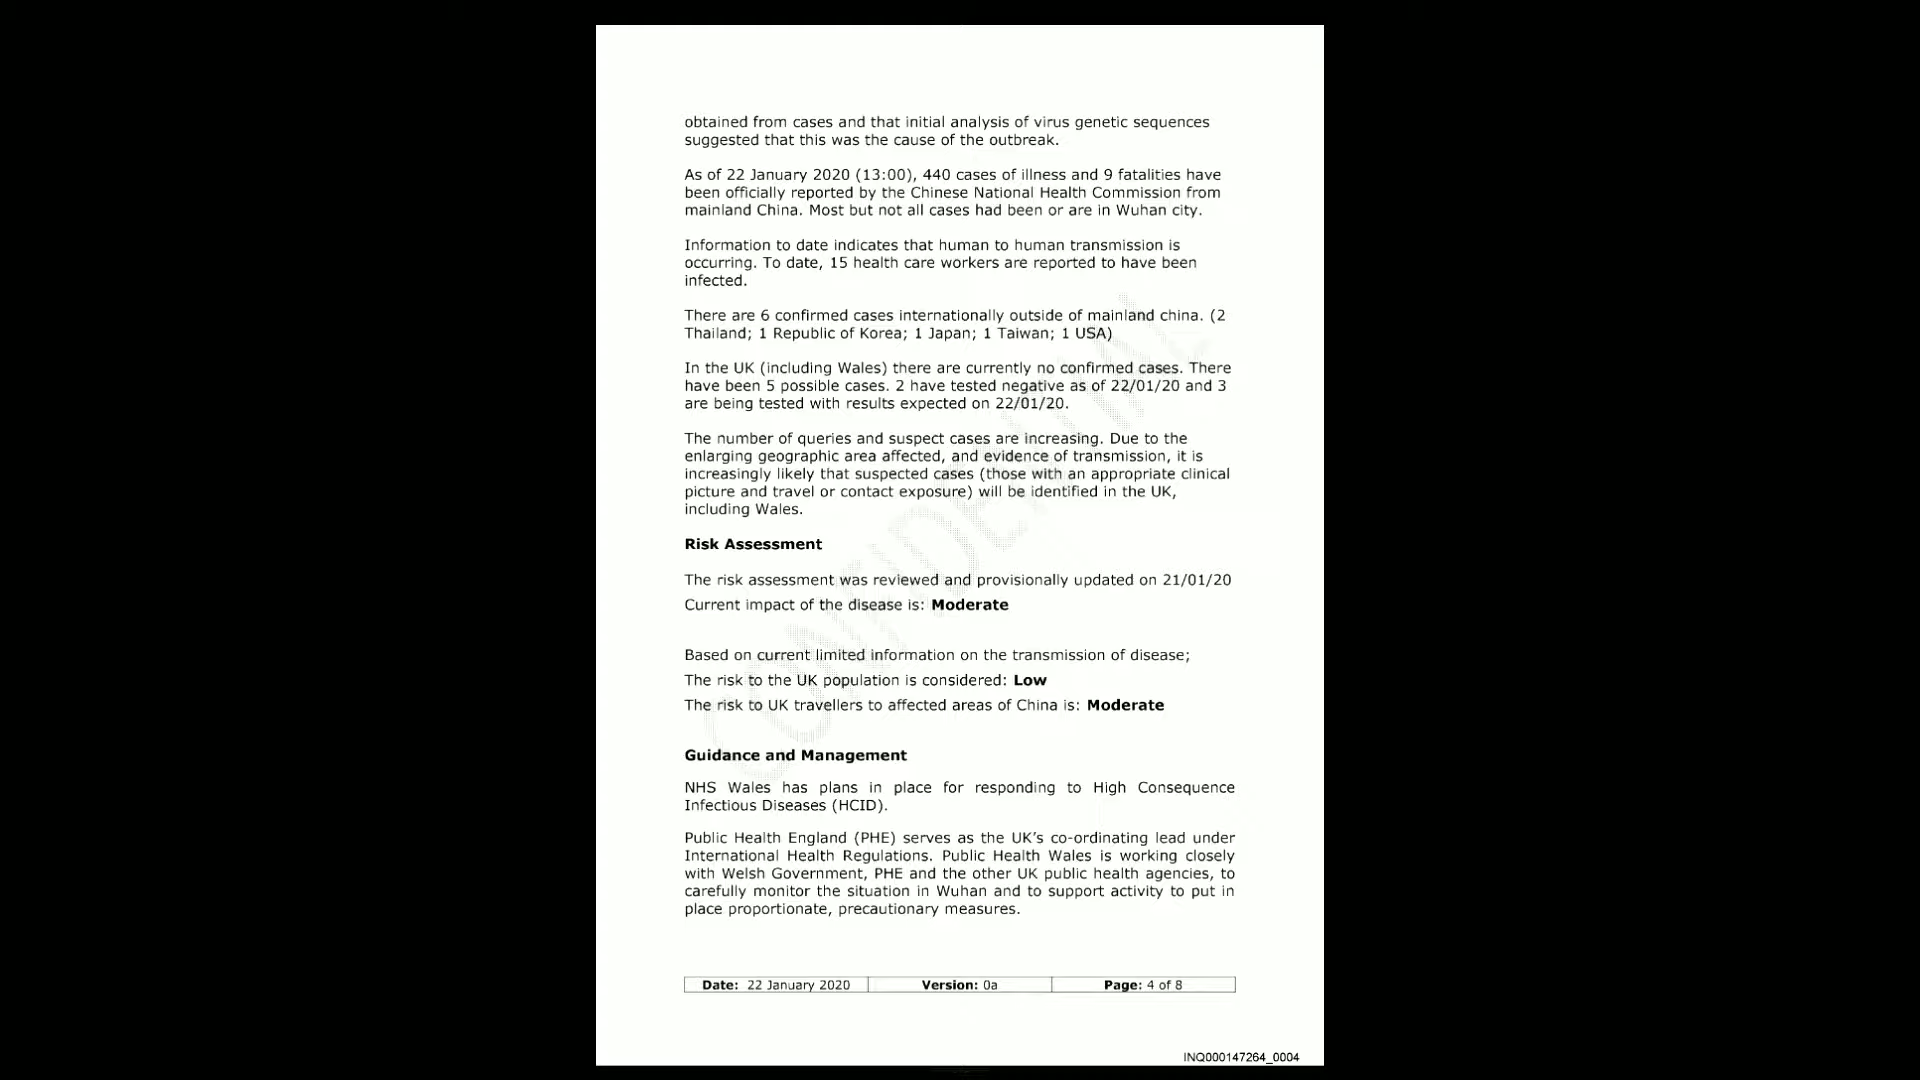 obtained from cases and that initial analysis of virus genetic sequences
suggested that this was the cause of the outbreak.
As of 22 January 2020 (13:00), 440 cases of illness and 9 fatalities have
been officially reported by the Chinese National Health Commission from
mainland China. Most but not all cases had been or are in Wuhan city.
Information to date indicates that human to human transmission is
occurring. To date, 15 health care workers are reported to have been
infected.
There are 6 confirmed cases internationally outside of mainland china. (2
Thailand; 1 Republic of Korea; 1 Japan; 1 Taiwan; 1 USA)
In the UK (including Wales) there are currently no confirmed cases. There
have been 5 possible cases. 2 have tested negative as of 22/01/20 and 3
are being tested with results expected on 22/01/20.
The number of queries and suspect cases are increasing. Due to the
enlarging geographic area affected, and evidence of transmission, it is
increasingly likely that suspected cases (those with an appropriate clinical
picture and travel or contact exposure) will be identified in the UK,
including Wales.
Risk Assessment
The risk assessment was reviewed and provisionally updated on 21/01/20
Current impact of the disease is: Moderate
Based on current limited information on the transmission of disease;
The risk to the UK population is considered: Low
The risk to UK travellers to affected areas of China is: Moderate
Guidance and Management
NHS Wales has plans in place for responding to High Consequence
Infectious Diseases (HCID).
Public Health England (PHE) serves as the UK's co-ordinating lead under
International Health Regulations. Public Health Wales is working closely
with Welsh Government, PHE and the other UK public health agencies, to
carefully monitor the situation in Wuhan and to support activity to put in
place proportionate, precautionary measures.
Date: 22 January 2020 Version: 0a Page: 4 of 8
INQ000147264_0004
CONFIDENTIAL